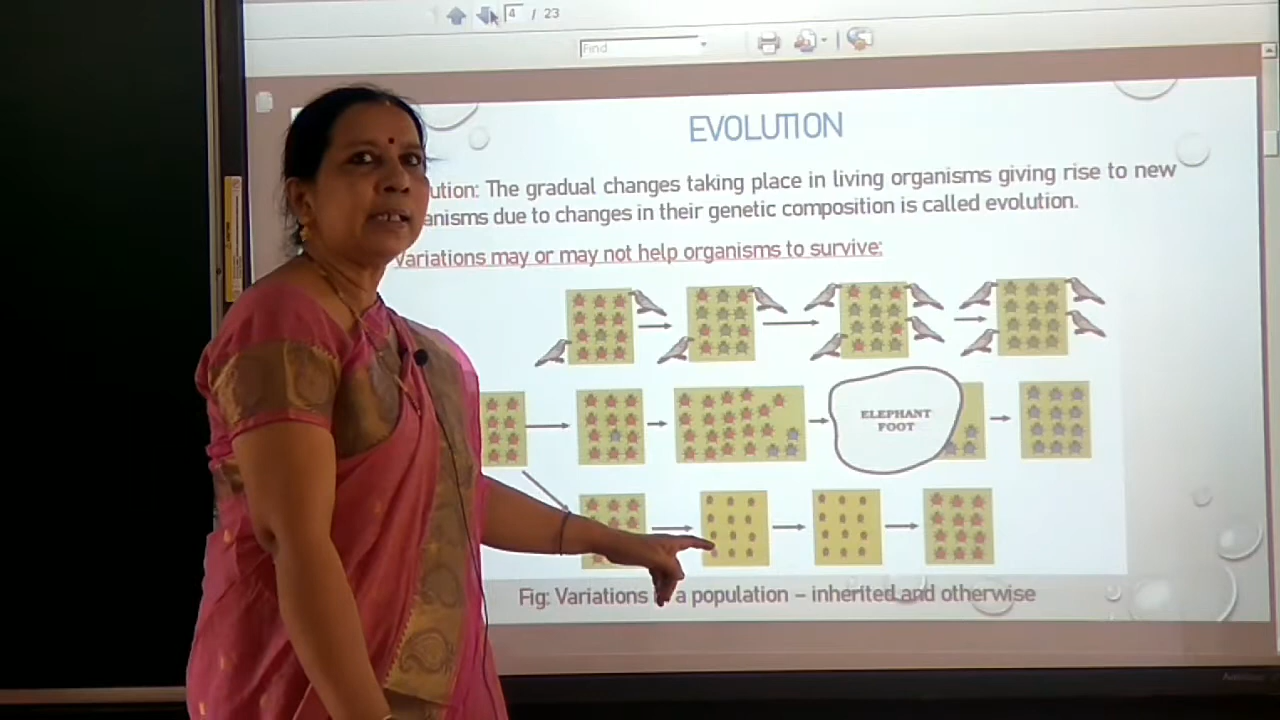 4 / 23
Find
EVOLUTION
ution: The gradual changes taking place in living organisms giving rise to new
anisms due to changes in their genetic composition is called evolution.
Variations may or may not help organisms to survive:
ELEPHANT
FOOT
Fig: Variations a population – inherited and otherwise